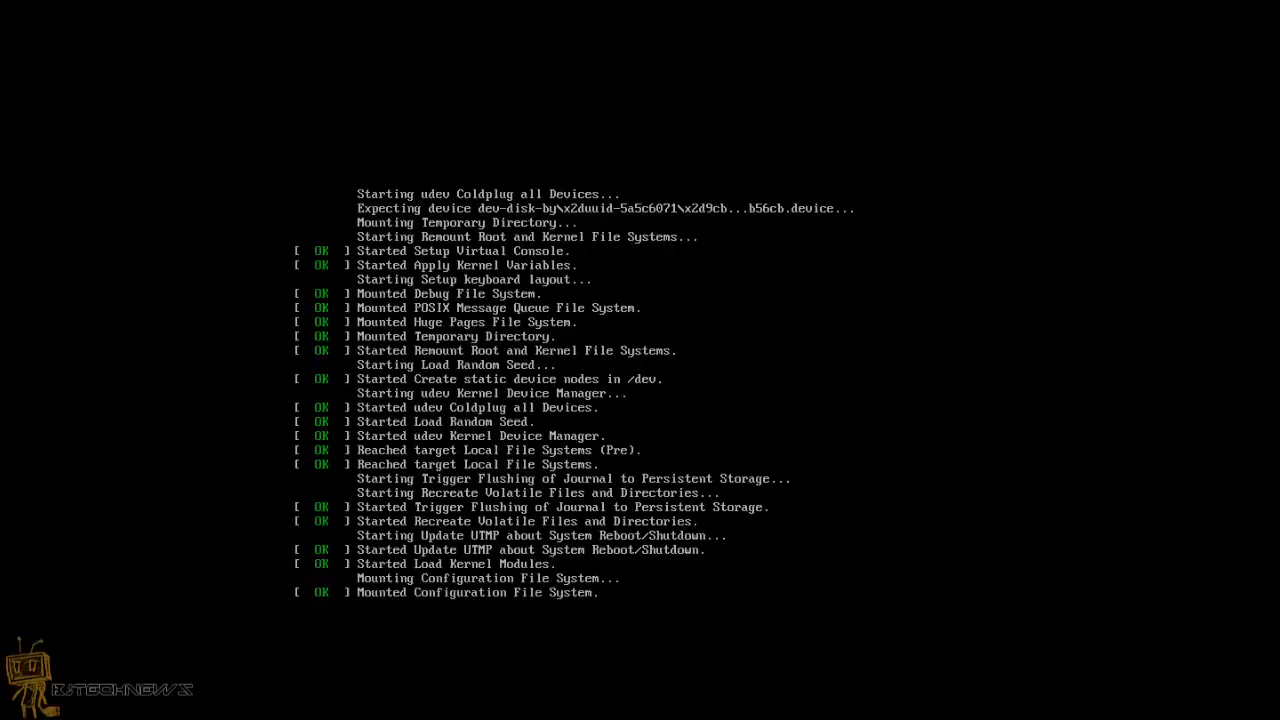 Starting udev Coldplug all Devices...
Expecting device dev-disk-by\x2duuid-5a5c6071\x2d9cb...b56cb.device...
Mounting Temporary Directory...
Starting Remount Root and Kernel File Systems...
[  OK  ] Started Setup Virtual Console.
[  OK  ] Started Apply Kernel Variables.
Starting Setup keyboard layout...
[  OK  ] Mounted Debug File System.
[  OK  ] Mounted POSIX Message Queue File System.
[  OK  ] Mounted Huge Pages File System.
[  OK  ] Mounted Temporary Directory.
[  OK  ] Started Remount Root and Kernel File Systems.
Starting Load Random Seed...
[  OK  ] Started Create static device nodes in /dev.
Starting udev Kernel Device Manager...
[  OK  ] Started udev Coldplug all Devices.
[  OK  ] Started Load Random Seed.
[  OK  ] Started udev Kernel Device Manager.
[  OK  ] Reached target Local File Systems (Pre).
[  OK  ] Reached target Local File Systems.
Starting Trigger Flushing of Journal to Persistent Storage...
Starting Recreate Volatile Files and Directories...
[  OK  ] Started Trigger Flushing of Journal to Persistent Storage.
[  OK  ] Started Recreate Volatile Files and Directories.
Starting Update UTMP about System Reboot/Shutdown...
[  OK  ] Started Update UTMP about System Reboot/Shutdown.
[  OK  ] Started Load Kernel Modules.
Mounting Configuration File System...
[  OK  ] Mounted Configuration File System.
BJTECHNEWS